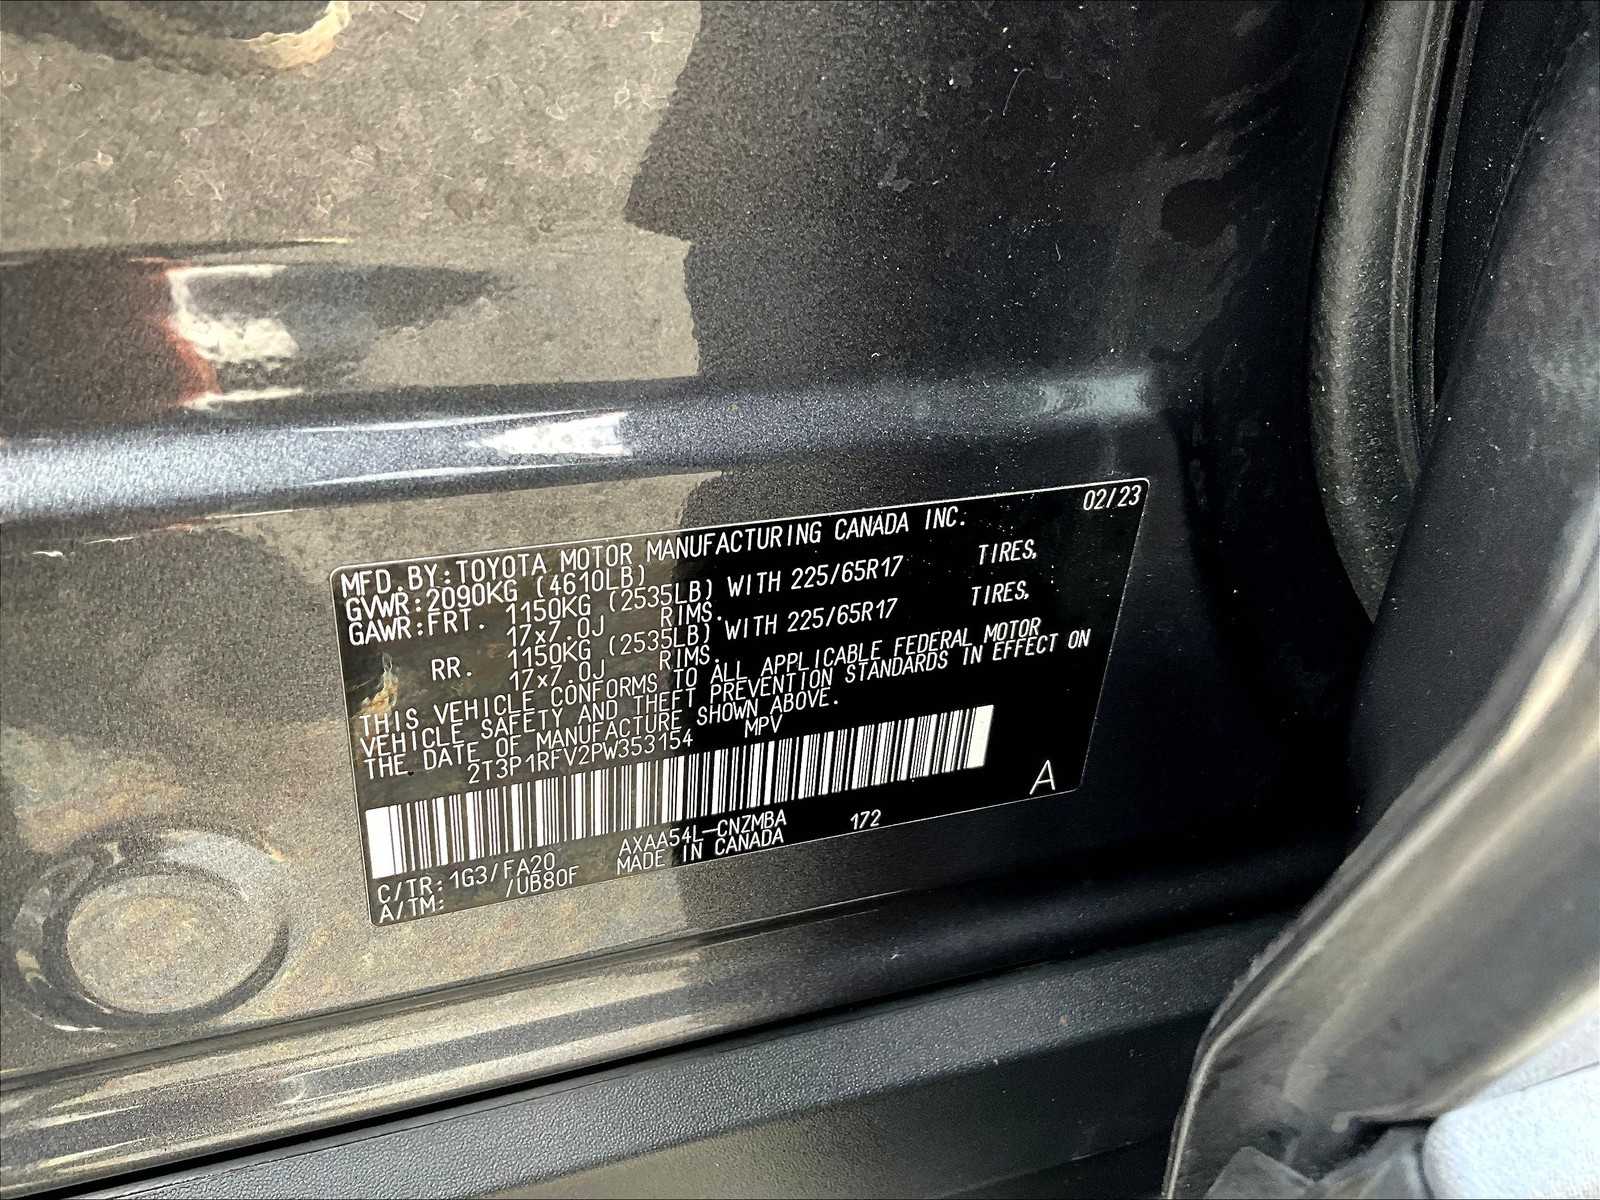 02/23
MFD.BY:TOYOTA MOTOR MANUFACTURING CANADA INC.
GVWR:2090KG (4610LB)
GAWR:FRT. 1150KG (2535LB) WITH 225/65R17 TIRES,
17x7.0J RIMS.
RR. 1150KG (2535LB) WITH 225/65R17 TIRES,
17x7.0J RIMS.
THIS VEHICLE CONFORMS TO ALL APPLICABLE FEDERAL MOTOR
VEHICLE SAFETY AND THEFT PREVENTION STANDARDS IN EFFECT ON
THE DATE OF MANUFACTURE SHOWN ABOVE.
2T3P1RFV2PW353154 MPV
A
C/TR:1G3/FA20 AXAA54L-CNZMBA 172
A/TM: /UB80F MADE IN CANADA